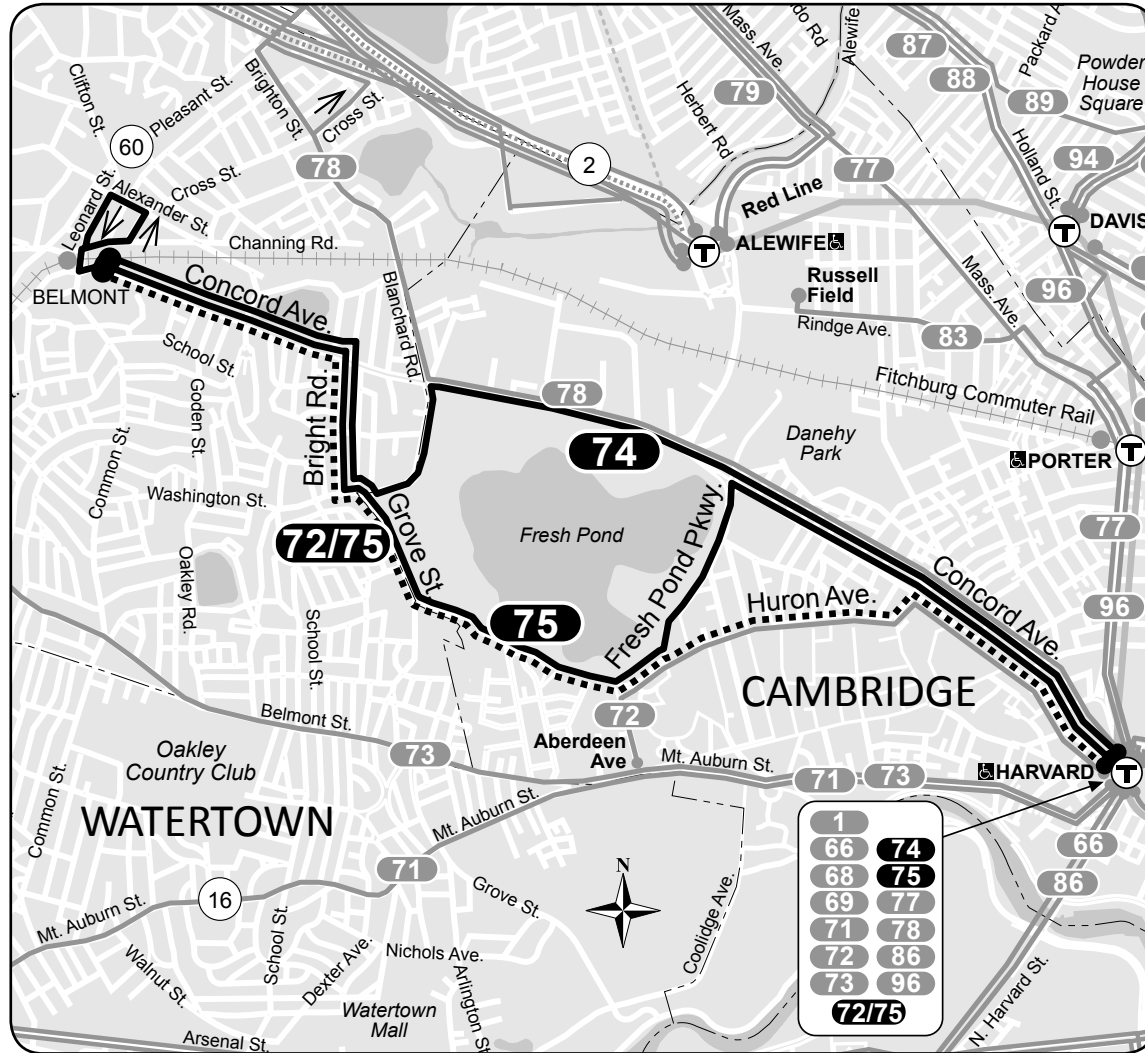 Clifton St.
Pleasant St.
Brighton St.
Cross St.
60
78
Leonard St.
Alexander St.
Cross St.
Channing Rd.
BELMONT
Concord Ave.
Blanchard Rd.
2
Mass. Ave.
Alewife
Herbert Rd
79
77
Red Line
ALEWIFE
T
87
88
89
Powder
House
Square
Holland St.
94
T
DAVIS
96
Russell
Field
Rindge Ave.
83
Mass. Ave.
Fitchburg Commuter Rail
PORTER
T
School St.
Goden St.
Common St.
Bright Rd.
Washington St.
72/75
Grove St
78
74
Danehy
Park
Fresh Pond
Fresh Pond Pkwy.
75
Huron Ave.
Concord Ave.
77
96
Oakley Rd.
School St.
CAMBRIDGE
72
Aberdeen
Ave
Belmont St.
73
Mt. Auburn St.
71
73
HARVARD
T
Oakley
Country Club
Common St.
WATERTOWN
Mt. Auburn St.
71
16
Mt. Auburn St.
School St.
Walnut St.
Dexter Ave.
Grove St.
Nichols Ave.
Arlington St.
Watertown
Mall
Arsenal St.
N
Coolidge Ave.
1
66 74
68 75
69 77
71 78
72 86
73 96
72/75
66
86
N. Harvard St.